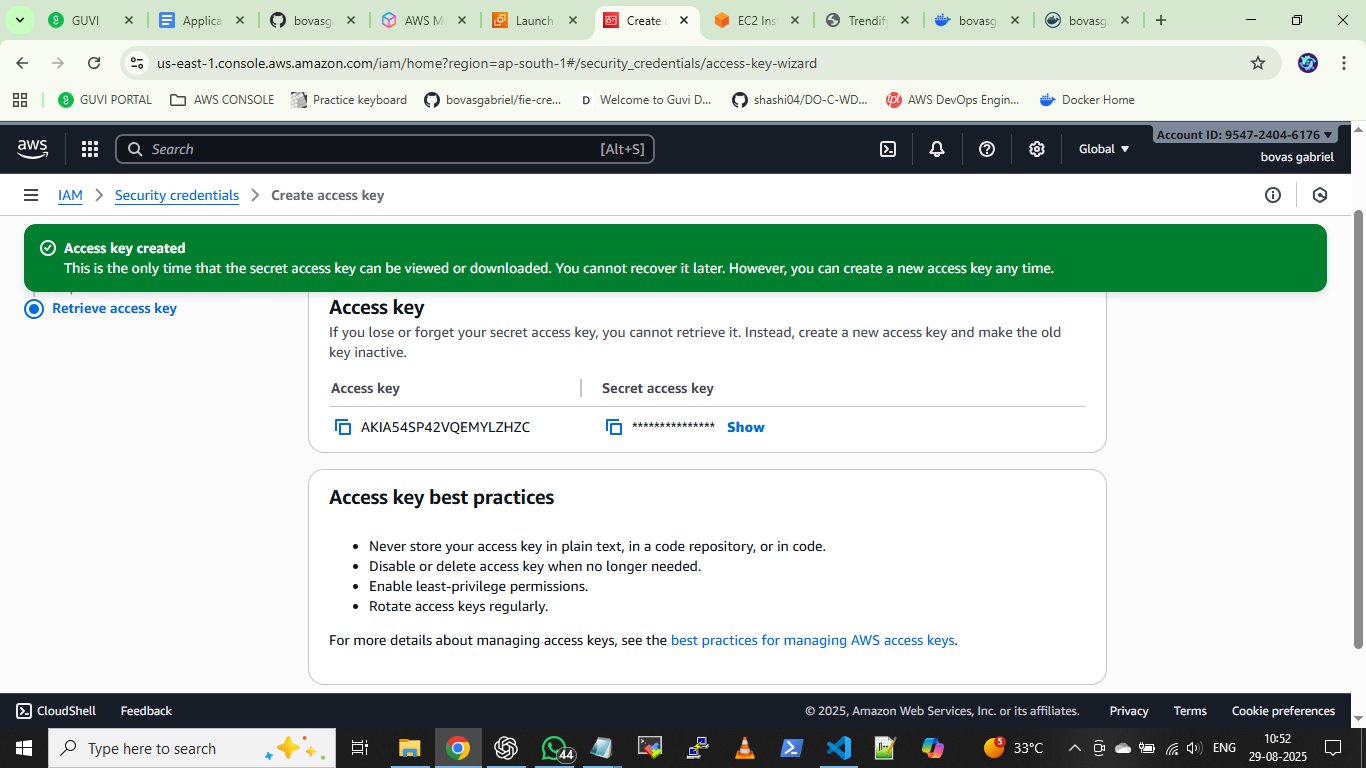 GUVI
Applica
bovasg
AWS M
Launch
Create a
EC2 Ins
Trendify
bovasg
bovasg
us-east-1.console.aws.amazon.com/iam/home?region=ap-south-1#/security_credentials/access-key-wizard
GUVI PORTAL
AWS CONSOLE
Practice keyboard
bovasgabriel/fie-cre...
D Welcome to Guvi D...
shashi04/DO-C-WD...
AWS DevOps Engin...
Docker Home
aws
Search
[Alt+S]
Global
Account ID: 9547-2404-6176
bovas gabriel
IAM
Security credentials
Create access key
Access key created
This is the only time that the secret access key can be viewed or downloaded. You cannot recover it later. However, you can create a new access key any time.
Retrieve access key
Access key
If you lose or forget your secret access key, you cannot retrieve it. Instead, create a new access key and make the old
key inactive.
Access key
Secret access key
AKIA54SP42VQEMYLZHZC
*************** Show
Access key best practices
• Never store your access key in plain text, in a code repository, or in code.
• Disable or delete access key when no longer needed.
• Enable least-privilege permissions.
• Rotate access keys regularly.
For more details about managing access keys, see the best practices for managing AWS access keys.
CloudShell
Feedback
© 2025, Amazon Web Services, Inc. or its affiliates.
Privacy
Terms
Cookie preferences
Type here to search
44
5
33°C
ENG
10:52
29-08-2025